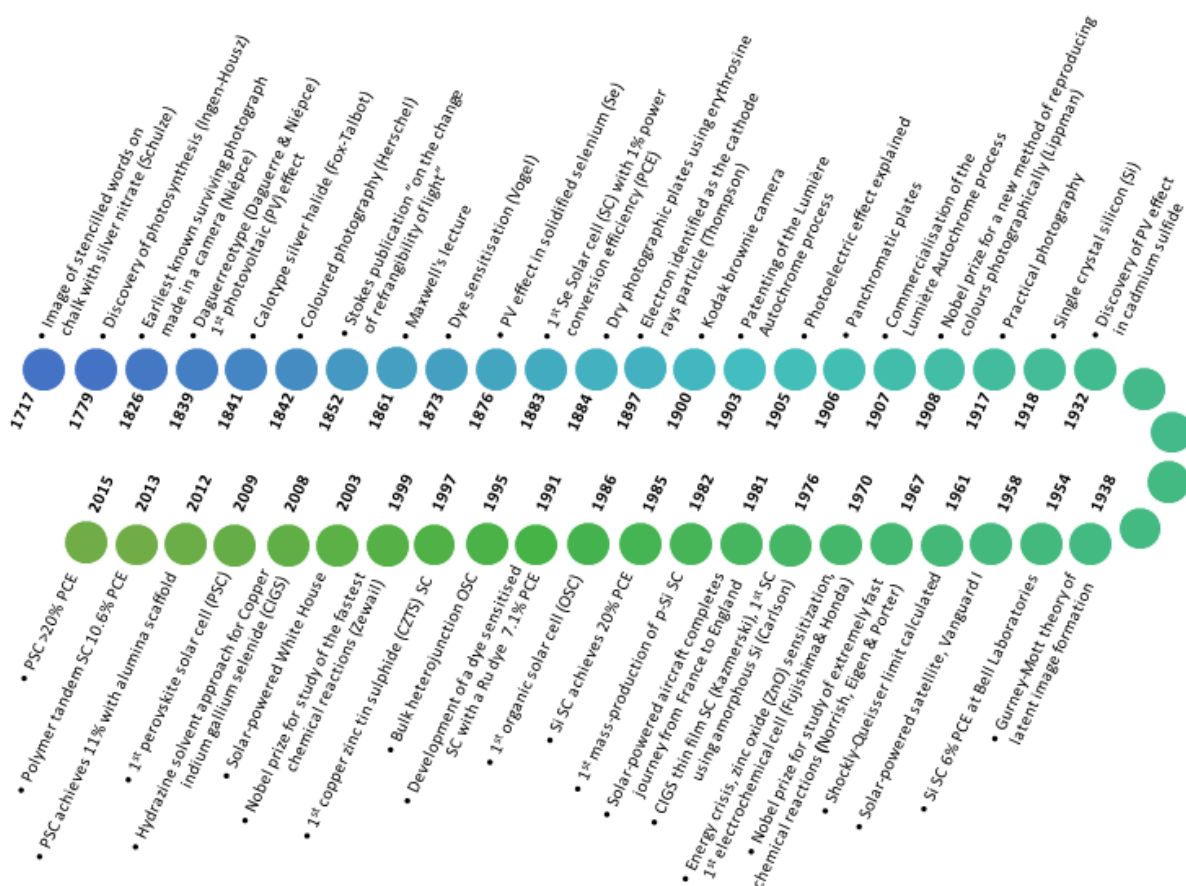 • Image of stencilled words on
chalk with silver nitrate (Schulze)
• Discovery of photosynthesis (Ingen-Housz)
• Earliest known surviving photograph
made in a camera (Niépce)
• Daguerreotype (Daguerre & Niépce)
1st photovoltaic (PV) effect
• Calotype silver halide (Fox-Talbot)
• Coloured photography (Herschel)
• Stokes publication “ on the change
of refrangibility of light”
• Maxwell's lecture
• Dye sensitisation (Vogel)
• PV effect in solidified selenium (Se)
• 1st Se Solar cell (SC) with 1% power
conversion efficiency (PCE)
• Dry photographic plates using erythrosine
• Electron identified as the cathode
rays particle (Thompson)
• Kodak brownie camera
• Patenting of the Lumière
Autochrome process
• Photoelectric effect explained
• Panchromatic plates
• Commercialisation of the
Lumière Autochrome process
• Nobel prize for a new method of reproducing
colours photographically (Lippman)
• Practical photography
• Single crystal silicon (Si)
• Discovery of PV effect
in cadmium sulfide
1717
1779
1826
1839
1841
1842
1852
1861
1873
1876
1883
1884
1897
1900
1903
1905
1906
1907
1908
1917
1918
1932
2015
2013
2012
2009
2008
2003
1999
1997
1995
1991
1986
1985
1982
1981
1976
1970
1967
1961
1958
1954
1938
• PSC >20% PCE
• Polymer tandem SC 10.6% PCE
• PSC achieves 11% with alumina scaffold
• 1st perovskite solar cell (PSC)
• Hydrazine solvent approach for Copper
indium gallium selenide (CIGS)
• Solar-powered White House
• Nobel prize for study of the fastest
chemical reactions (Zewail)
• 1st copper zinc tin sulphide (CZTS) SC
• Bulk heterojunction OSC
• Development of a dye sensitised
SC with a Ru dye 7.1% PCE
• 1st organic solar cell (OSC)
• Si SC achieves 20% PCE
• 1st mass-production of p-Si SC
• Solar-powered aircraft completes
journey from France to England
• CIGS thin film SC (Kazmerski), 1st SC
using amorphous Si (Carlson)
• Energy crisis, zinc oxide (ZnO) sensitization,
1st electrochemical cell (Fujishima & Honda)
• Nobel prize for study of extremely fast
chemical reactions (Norrish, Eigen & Porter)
• Shockly-Queisser limit calculated
• Solar-powered satellite, Vanguard I
• Si SC 6% PCE at Bell Laboratories
• Gurney-Mott theory of
latent image formation